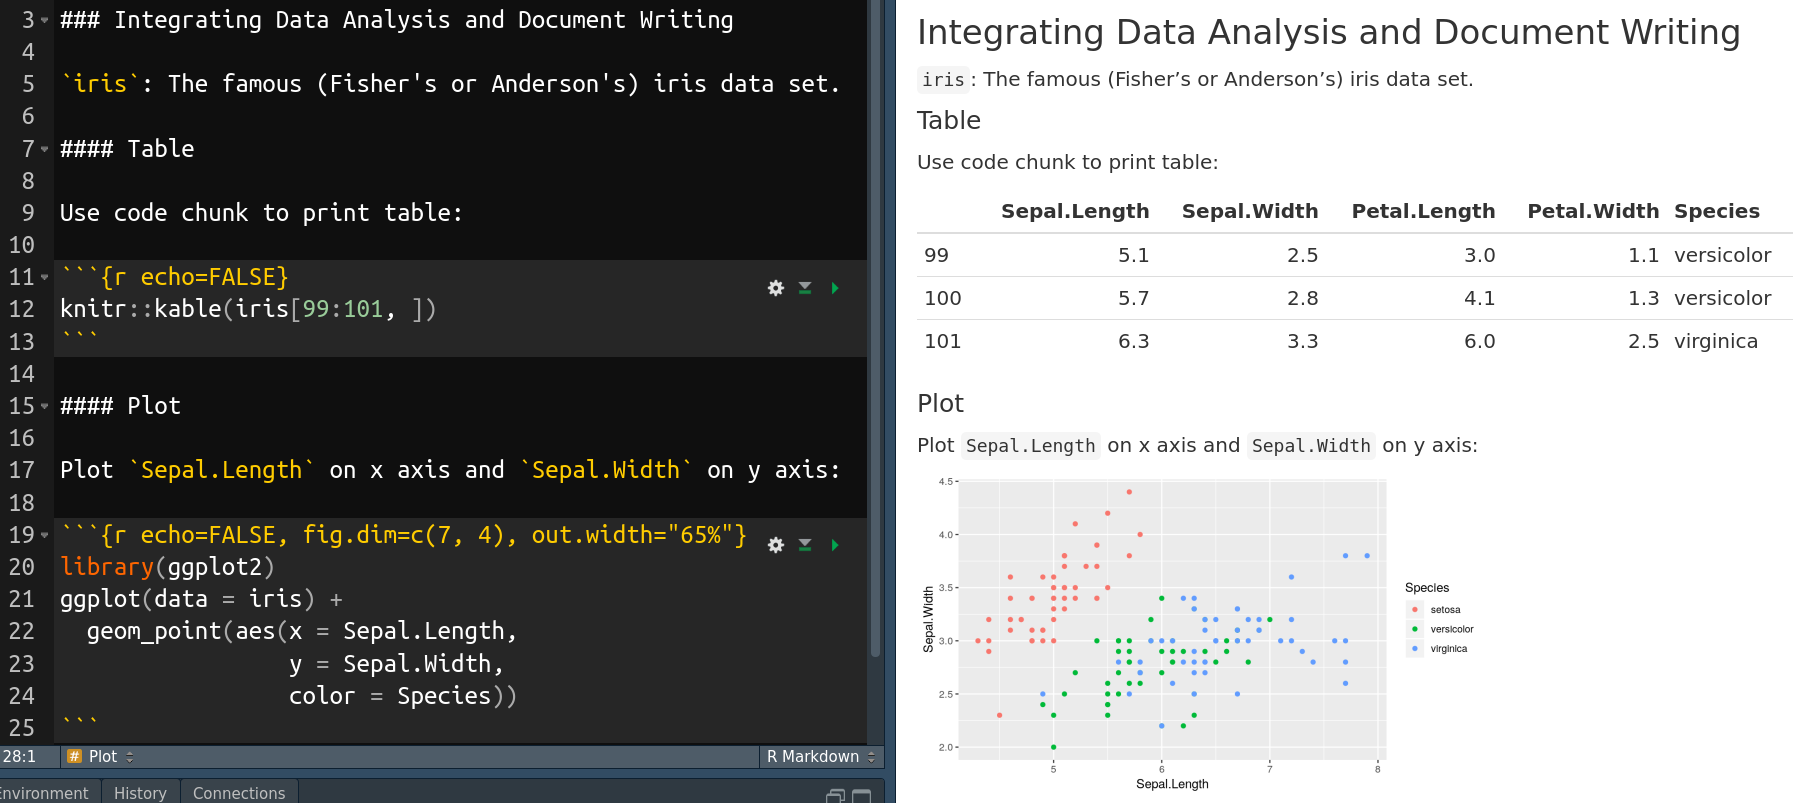 3 ### Integrating Data Analysis and Document Writing
4
5 `iris`: The famous (Fisher's or Anderson's) iris data set.
6
7 #### Table
8
9 Use code chunk to print table:
10
11 ```{r echo=FALSE}
12 knitr::kable(iris[99:101, ])
13 ```
14
15 #### Plot
16
17 Plot `Sepal.Length` on x axis and `Sepal.Width` on y axis:
18
19 ```{r echo=FALSE, fig.dim=c(7, 4), out.width="65%"}
20 library(ggplot2)
21 ggplot(data = iris) +
22   geom_point(aes(x = Sepal.Length,
23                  y = Sepal.Width,
24                  color = Species))
25 ```
28:1 # Plot R Markdown
History Connections
Integrating Data Analysis and Document Writing
iris: The famous (Fisher’s or Anderson’s) iris data set.
Table
Use code chunk to print table:
Sepal.Length Sepal.Width Petal.Length Petal.Width Species
99 5.1 2.5 3.0 1.1 versicolor
100 5.7 2.8 4.1 1.3 versicolor
101 6.3 3.3 6.0 2.5 virginica
Plot
Plot Sepal.Length on x axis and Sepal.Width on y axis:
4.5
4.0
3.5
3.0
2.5
2.0
Sepal.Width
5 6 7 8
Sepal.Length
Species
setosa
versicolor
virginica